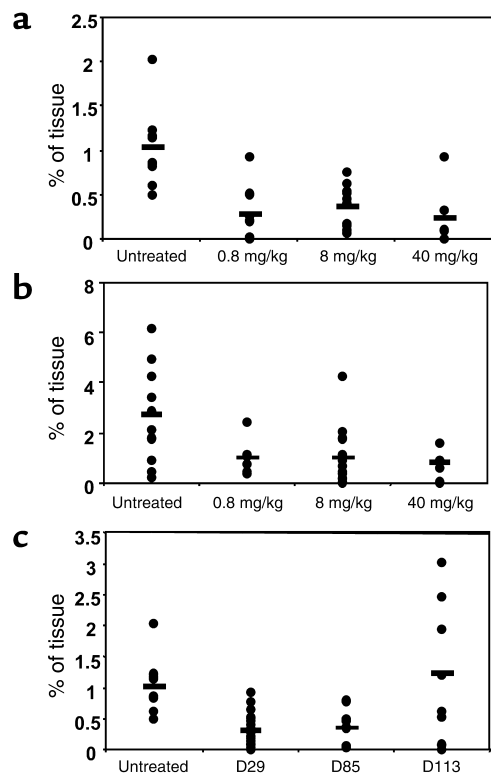 a
2.5
2
1.5
1
0.5
0
% of tissue
Untreated 0.8 mg/kg 8 mg/kg 40 mg/kg
b
8
6
4
2
0
% of tissue
Untreated 0.8 mg/kg 8 mg/kg 40 mg/kg
c
3.5
3
2.5
2
1.5
1
0.5
0
% of tissue
Untreated D29 D85 D113